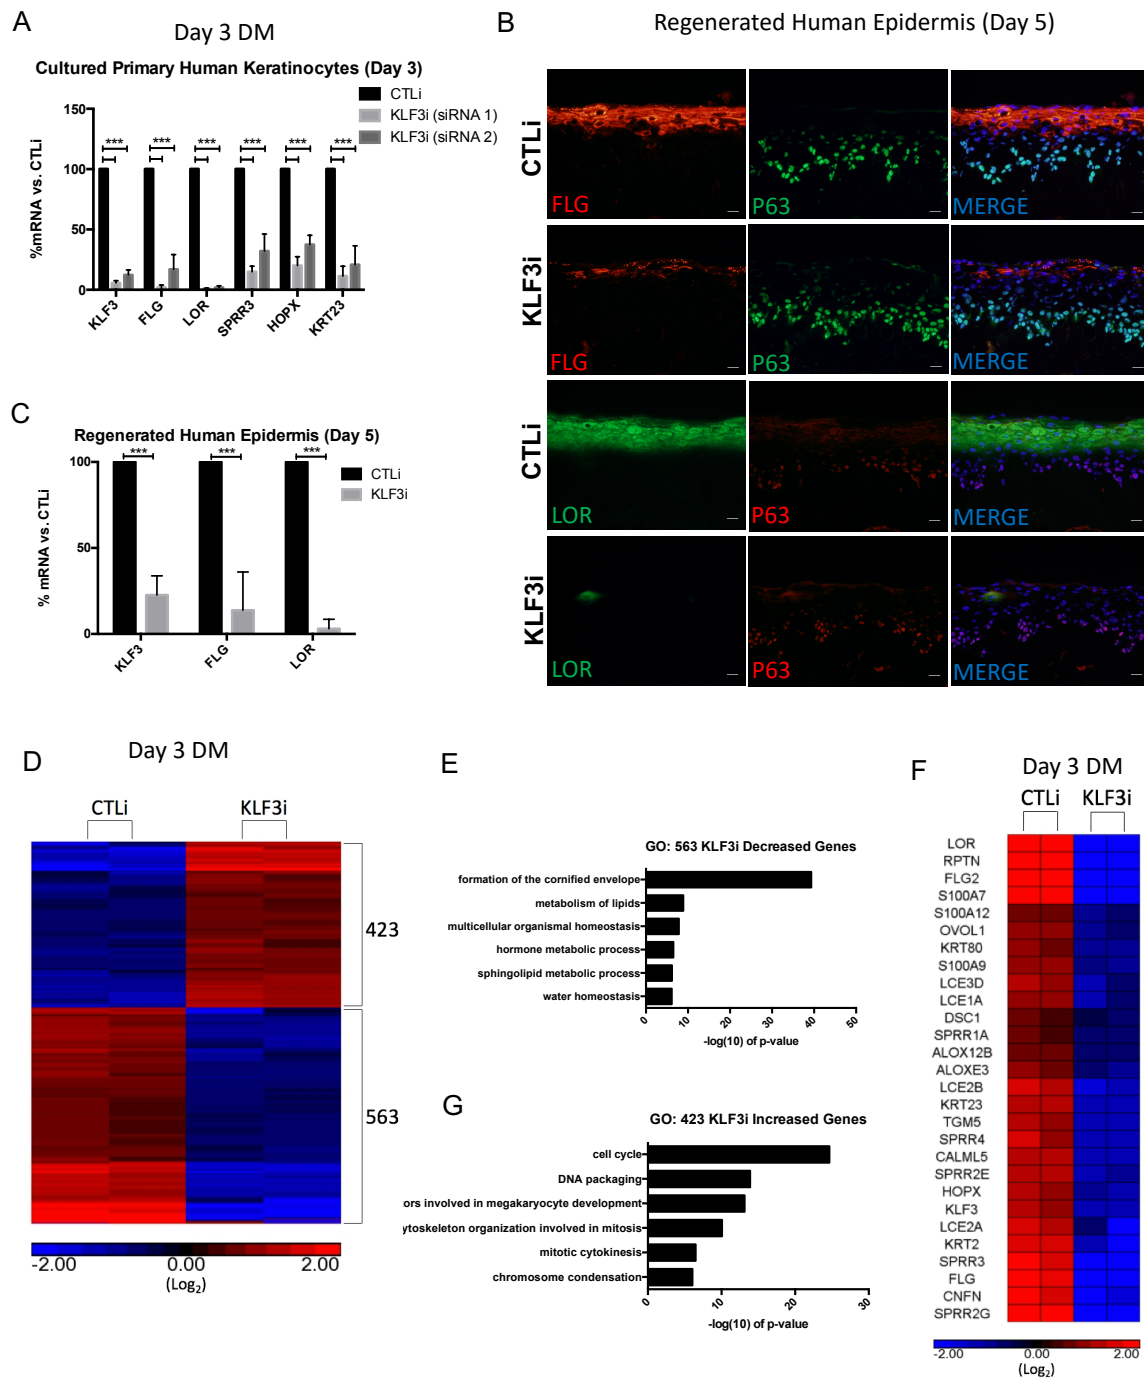 A
Day 3 DM
Cultured Primary Human Keratinocytes (Day 3)
CTLi
KLF3i (siRNA 1)
KLF3i (siRNA 2)
%mRNA vs. CTLi
150
100
50
0
*** *** *** *** *** ***
KLF3 FLG LOR SPRR3 HOPX KRT23
B
Regenerated Human Epidermis (Day 5)
CTLi
FLG P63 MERGE
KLF3i
FLG P63 MERGE
CTLi
LOR P63 MERGE
KLF3i
LOR P63 MERGE
C
Regenerated Human Epidermis (Day 5)
CTLi
KLF3i
% mRNA vs. CTLi
100
50
0
*** *** ***
KLF3 FLG LOR
D
Day 3 DM
CTLi KLF3i
423
563
-2.00 0.00 2.00
(Log2)
E
GO: 563 KLF3i Decreased Genes
formation of the cornified envelope
metabolism of lipids
multicellular organismal homeostasis
hormone metabolic process
sphingolipid metabolic process
water homeostasis
0 10 20 30 40 50
-log(10) of p-value
G
GO: 423 KLF3i Increased Genes
cell cycle
DNA packaging
ors involved in megakaryocyte development
ytoskeleton organization involved in mitosis
mitotic cytokinesis
chromosome condensation
0 10 20 30
-log(10) of p-value
F
Day 3 DM
CTLi KLF3i
LOR
RPTN
FLG2
S100A7
S100A12
OVOL1
KRT80
S100A9
LCE3D
LCE1A
DSC1
SPRR1A
ALOX12B
ALOXE3
LCE2B
KRT23
TGM5
SPRR4
CALML5
SPRR2E
HOPX
KLF3
LCE2A
KRT2
SPRR3
FLG
CNFN
SPRR2G
-2.00 0.00 2.00
(Log2)